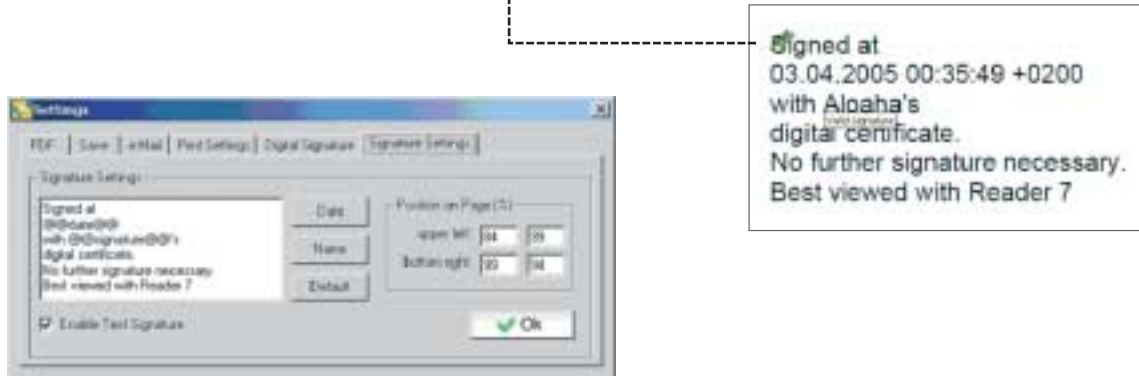 Signed at
03.04.2005 00:35:49 +0200
with Aloaha's
digital certificate.
No further signature necessary.
Best viewed with Reader 7
Settings
PDF Save eMail Print Settings Digital Signature Signature Settings
Signature Settings
Signed at
@@date@@
with @@signature@@'s
digital certificate.
No further signature necessary.
Best viewed with Reader 7
Date
Name
Default
Position on Page (%)
upper left
Button right
Enable Text Signature
Ok